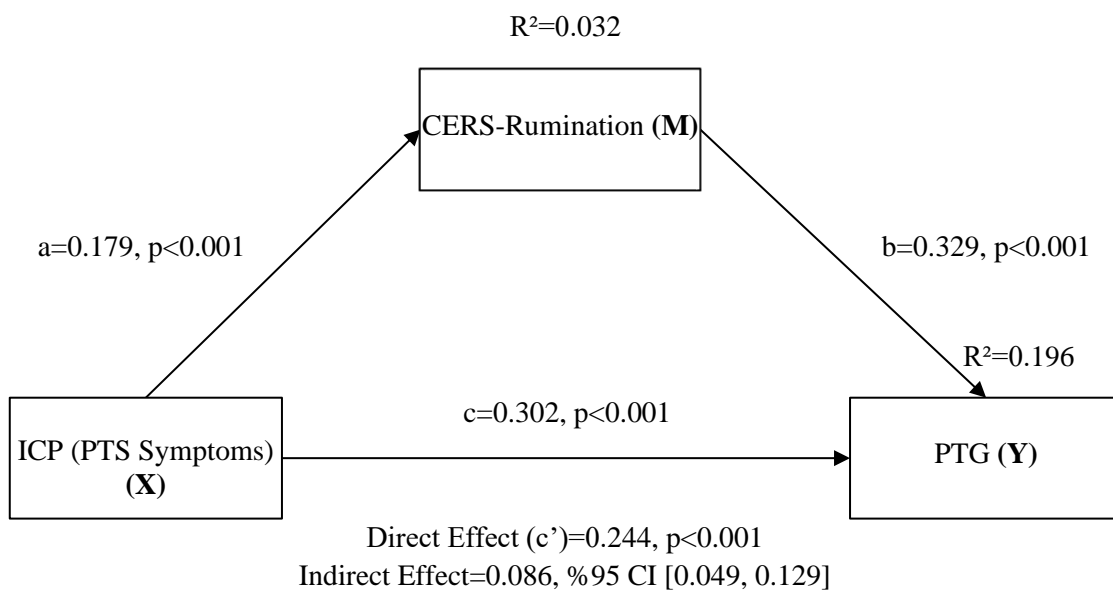 R²=0.032
CERS-Rumination (M)
a=0.179, p<0.001
b=0.329, p<0.001
R²=0.196
c=0.302, p<0.001
ICP (PTS Symptoms)
(X)
PTG (Y)
Direct Effect (c’)=0.244, p<0.001
Indirect Effect=0.086, %95 CI [0.049, 0.129]